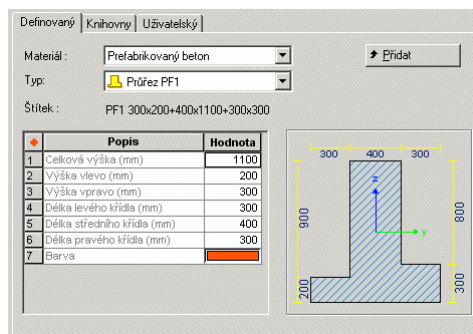 Definovaný Knihovny Uživatelský
Materiál : Prefabrikovaný beton Přidat
Typ: Průřez PF1
Štítek : PF1 300x200+400x1100+300x300
Popis Hodnota
1 Celková výška (mm) 1100
2 Výška vlevo (mm) 200
3 Výška vpravo (mm) 300
4 Délka levého křídla (mm) 300
5 Délka středního křídla (mm) 400
6 Délka pravého křídla (mm) 300
7 Barva
300 400 300
z
y
900 800
200 300